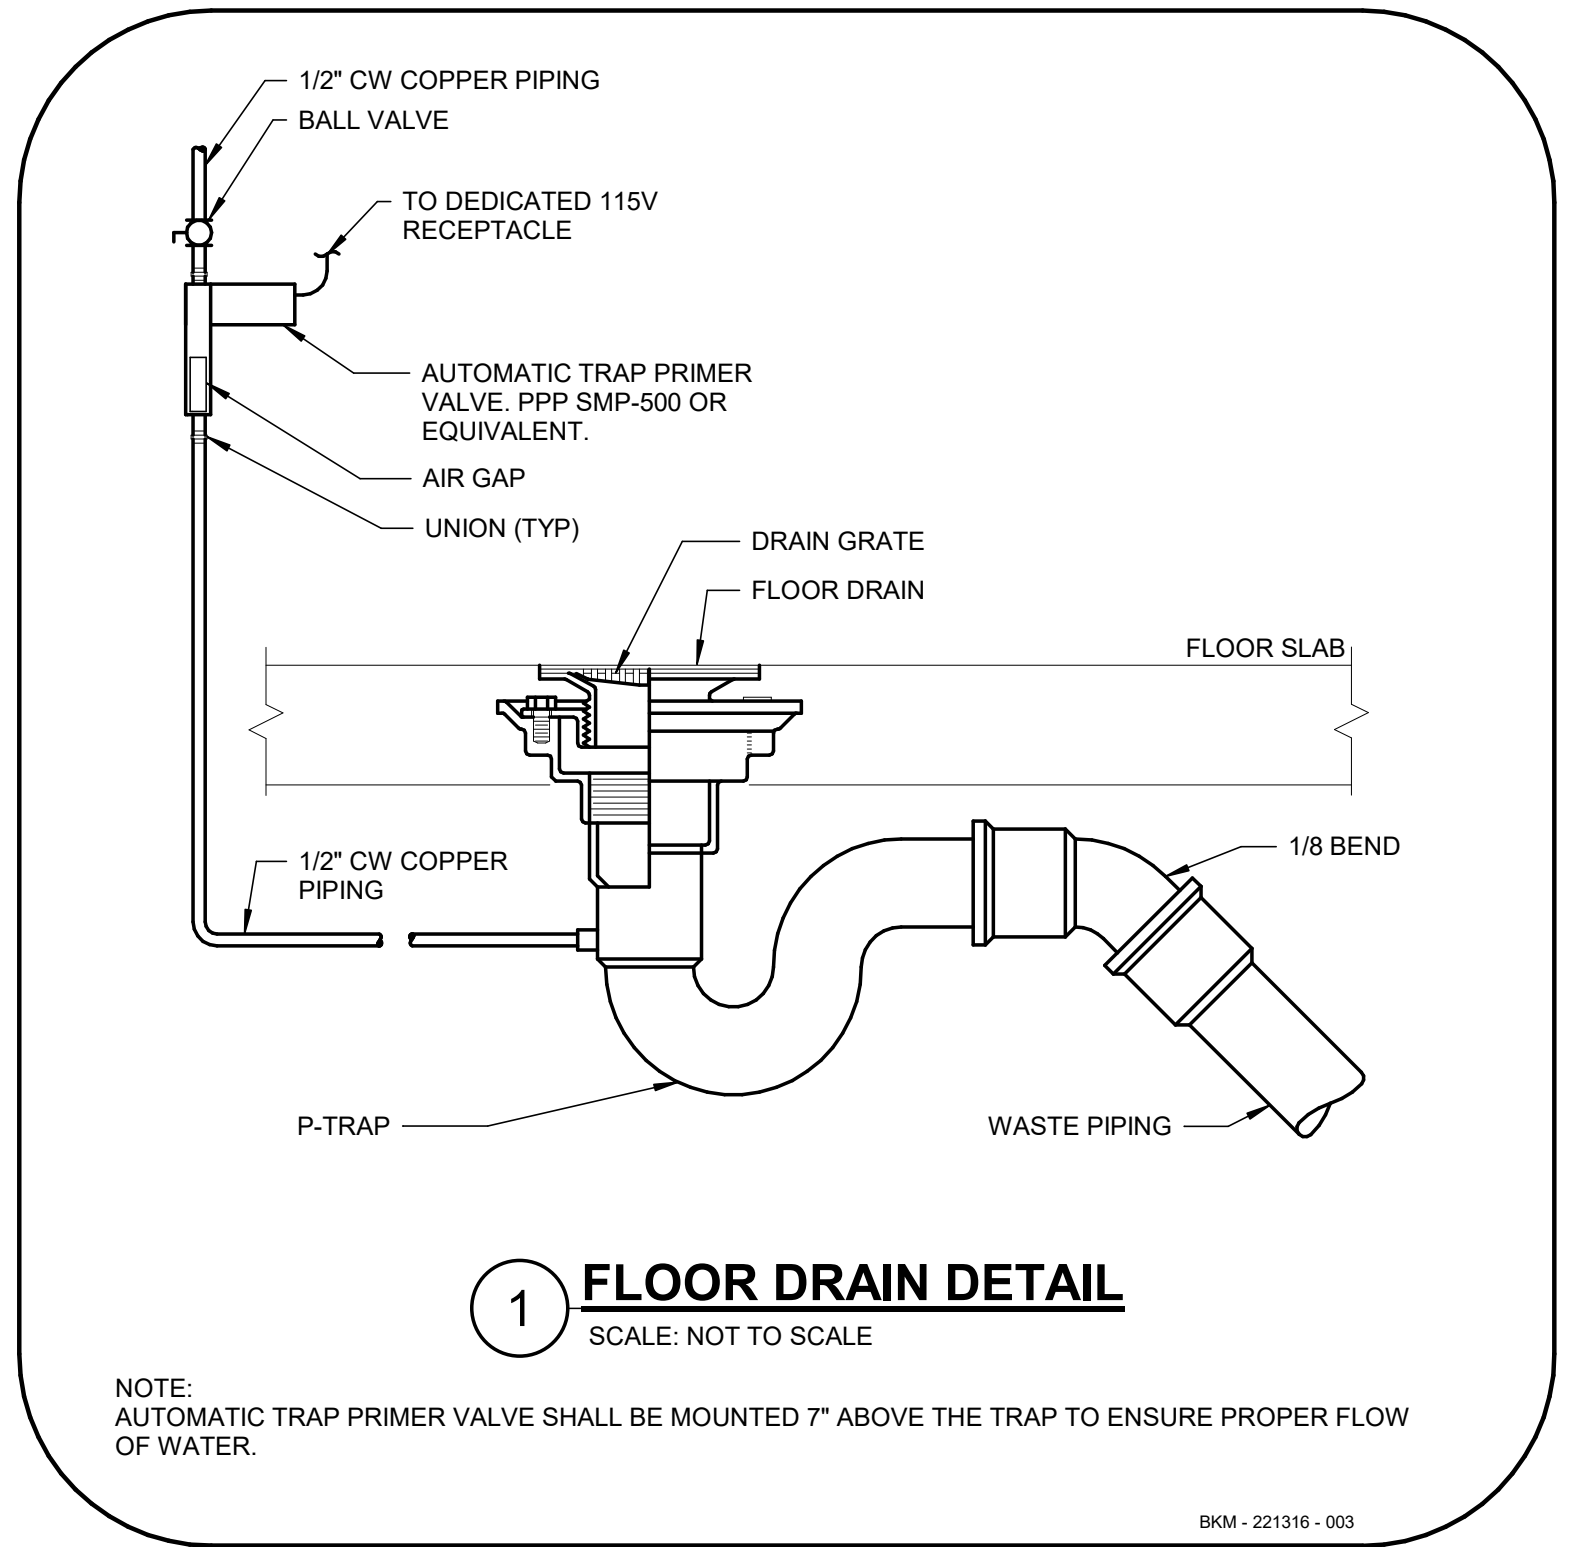 1/2" CW COPPER PIPING
BALL VALVE
TO DEDICATED 115V
RECEPTACLE
AUTOMATIC TRAP PRIMER
VALVE. PPP SMP-500 OR
EQUIVALENT.
AIR GAP
UNION (TYP)
DRAIN GRATE
FLOOR DRAIN
FLOOR SLAB
1/2" CW COPPER
PIPING
1/8 BEND
P-TRAP
WASTE PIPING
1
FLOOR DRAIN DETAIL
SCALE: NOT TO SCALE
NOTE:
AUTOMATIC TRAP PRIMER VALVE SHALL BE MOUNTED 7" ABOVE THE TRAP TO ENSURE PROPER FLOW
OF WATER.
BKM - 221316 - 003